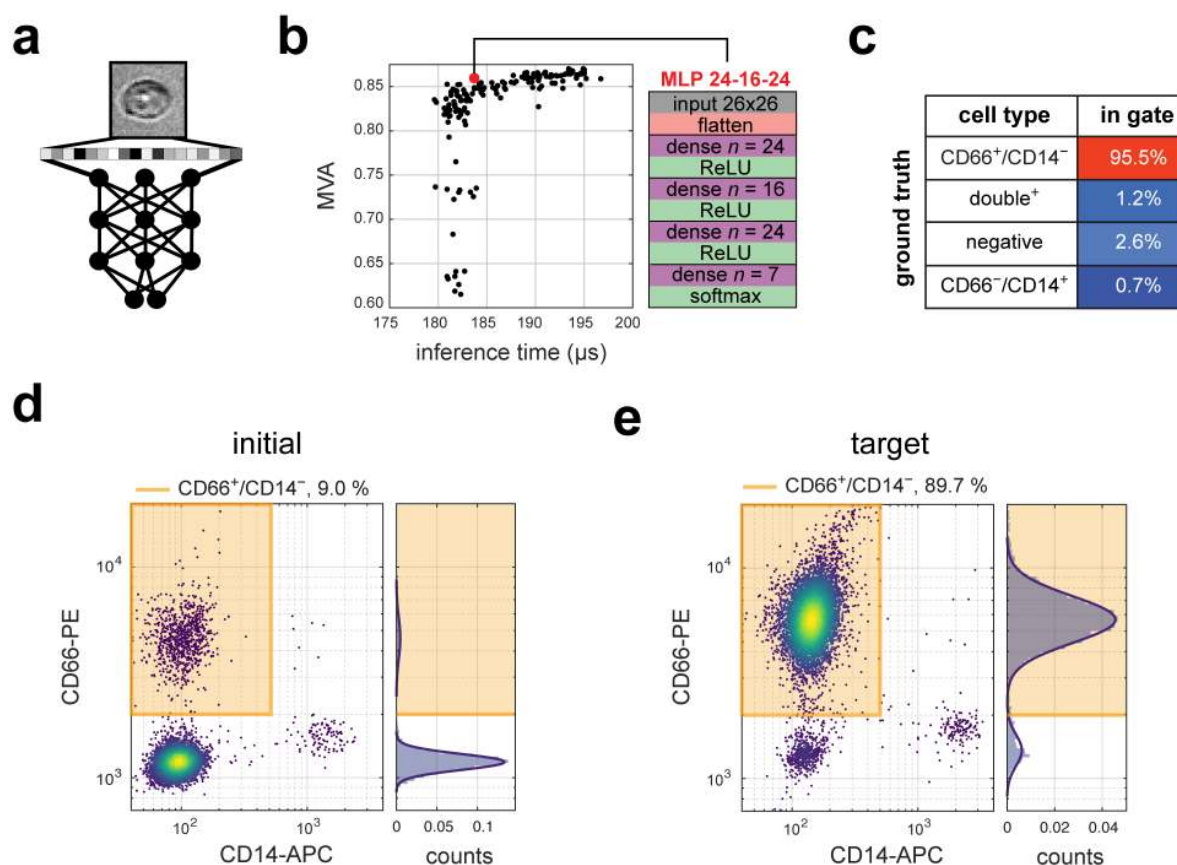 a
b
MVA
0.85
0.80
0.75
0.70
0.65
0.60
175
180
185
190
195
200
inference time (μs)
MLP 24-16-24
input 26x26
flatten
dense n = 24
ReLU
dense n = 16
ReLU
dense n = 24
ReLU
dense n = 7
softmax
c
ground truth
cell type in gate
CD66⁺/CD14⁻ 95.5%
double⁺ 1.2%
negative 2.6%
CD66⁻/CD14⁺ 0.7%
d
initial
CD66⁺/CD14⁻, 9.0 %
CD66-PE
10⁴
10³
10² 10³
CD14-APC
0 0.05 0.1
counts
e
target
CD66⁺/CD14⁻, 89.7 %
CD66-PE
10⁴
10³
10² 10³
CD14-APC
0 0.02 0.04
counts